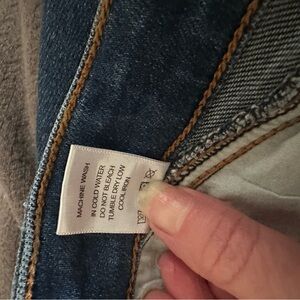 MACHINE WASH
IN COLD WATER
DO NOT BLEACH
TUMBLE DRY LOW
COOL IRON